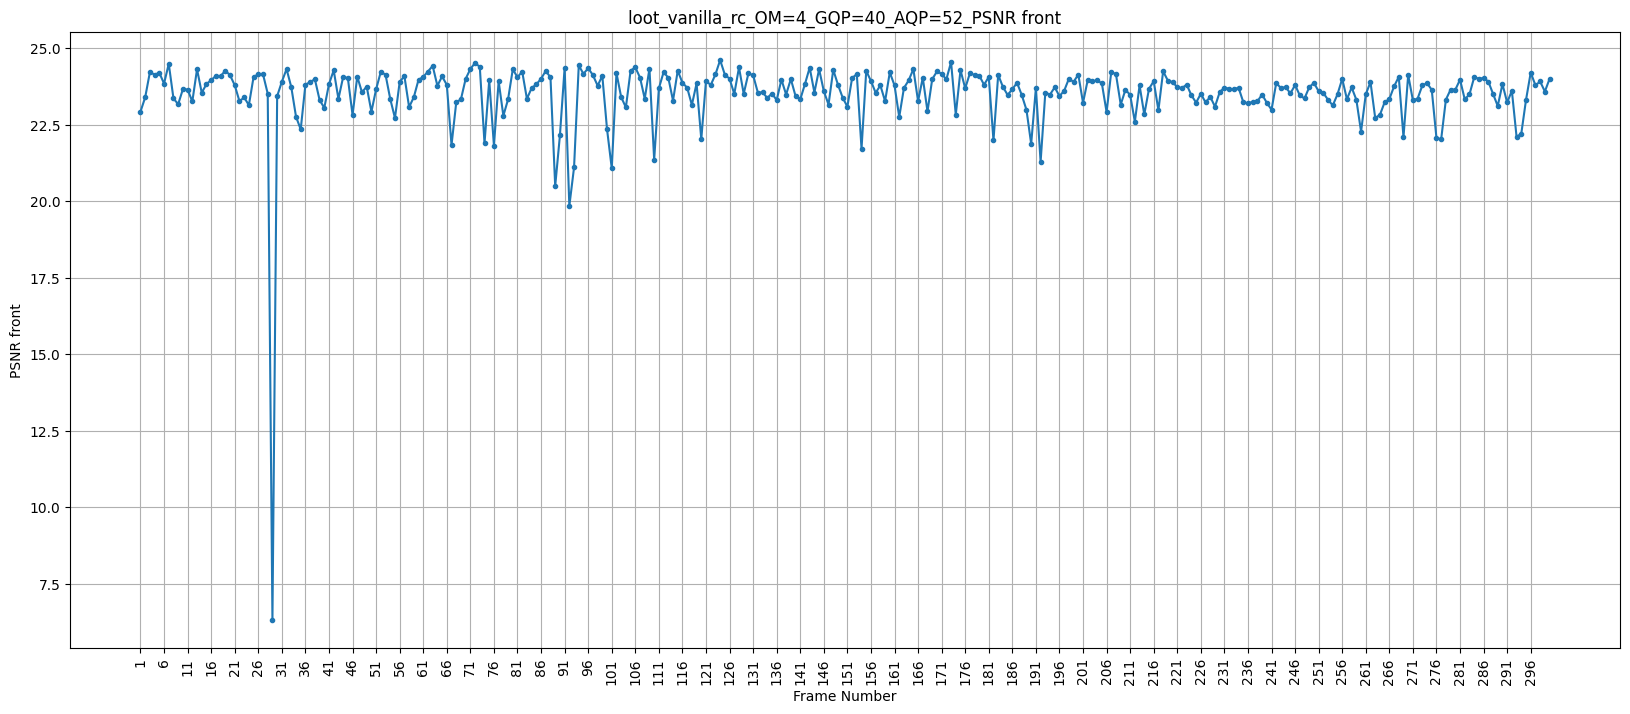 loot_vanilla_rc_OM=4_GQP=40_AQP=52_PSNR front
25.0
22.5
20.0
17.5
15.0
12.5
10.0
7.5
PSNR front
1 6 11 16 21 26 31 36 41 46 51 56 61 66 71 76 81 86 91 96 101 106 111 116 121 126 131 136 141 146 151 156 161 166 171 176 181 186 191 196 201 206 211 216 221 226 231 236 241 246 251 256 261 266 271 276 281 286 291 296
Frame Number